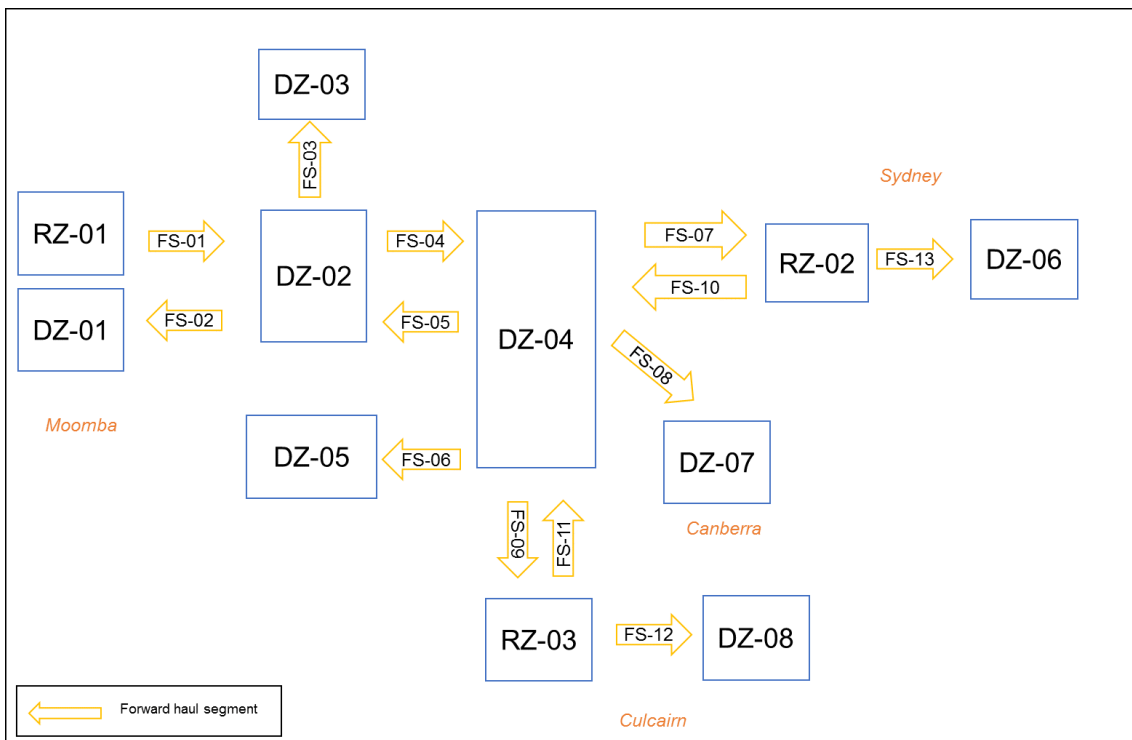 DZ-03
FS-03
Sydney
RZ-01
FS-01
DZ-02
FS-04
DZ-04
FS-07
RZ-02
FS-13
DZ-06
FS-10
DZ-01
FS-02
FS-05
FS-08
Moomba
DZ-05
FS-06
DZ-07
Canberra
FS-09
FS-11
RZ-03
FS-12
DZ-08
Forward haul segment
Culcairn